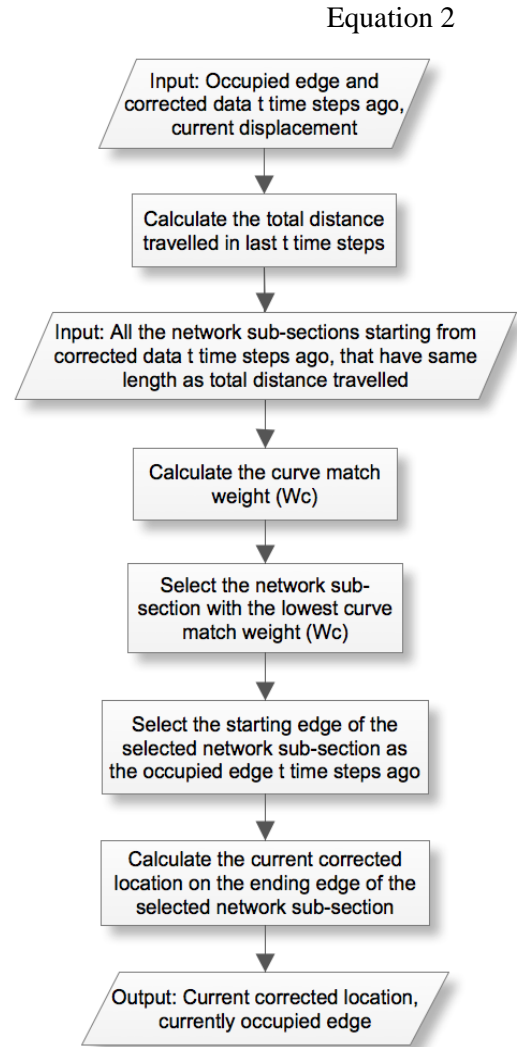 Equation 2
Input: Occupied edge and
corrected data t time steps ago,
current displacement
Calculate the total distance
travelled in last t time steps
Input: All the network sub-sections starting from
corrected data t time steps ago, that have same
length as total distance travelled
Calculate the curve match
weight (Wc)
Select the network sub-
section with the lowest curve
match weight (Wc)
Select the starting edge of the
selected network sub-section as
the occupied edge t time steps ago
Calculate the current corrected
location on the ending edge of the
selected network sub-section
Output: Current corrected location,
currently occupied edge